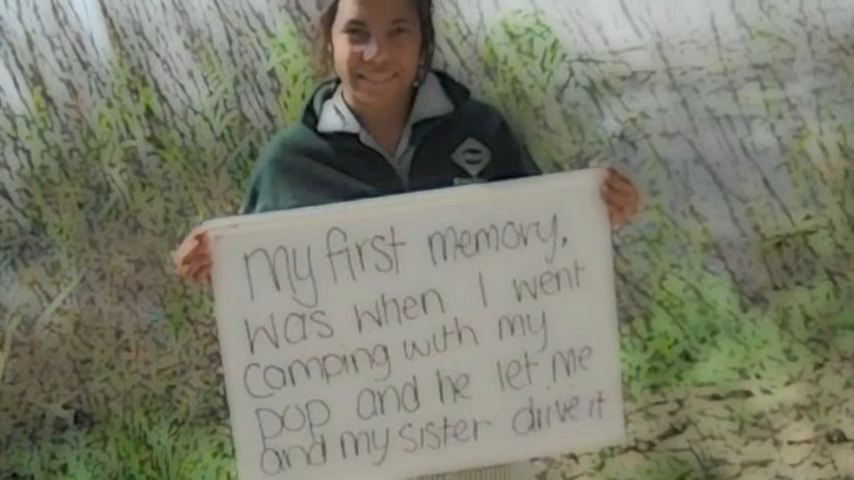 My first memory,
was when I went
camping with my
pop and he let me
and my sister drive it